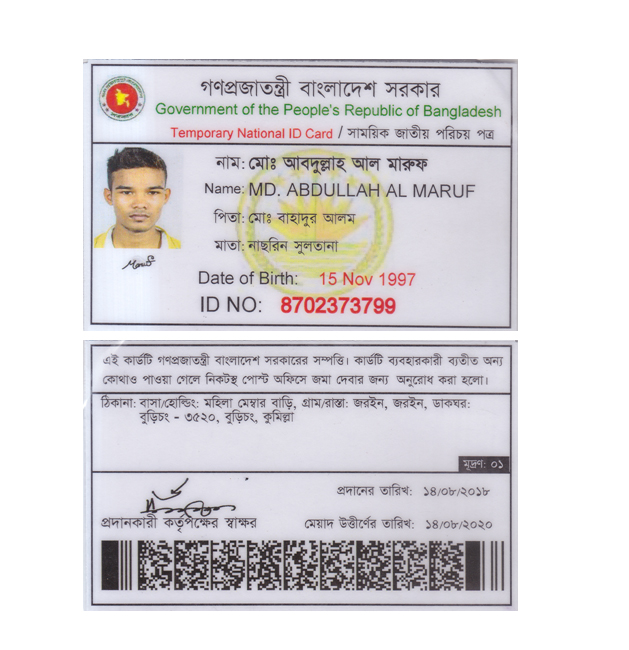 গণপ্রজাতন্ত্রী বাংলাদেশ সরকার
Government of the People's Republic of Bangladesh
Temporary National ID Card / সাময়িক জাতীয় পরিচয় পত্র
নাম: মোঃ আবদুল্লাহ আল মারুফ
Name: MD. ABDULLAH AL MARUF
পিতা: মোঃ বাহাদুর আলম
মাতা: নাছরিন সুলতানা
Date of Birth: 15 Nov 1997
ID NO: 8702373799
এই কার্ডটি গণপ্রজাতন্ত্রী বাংলাদেশ সরকারের সম্পত্তি। কার্ডটি ব্যবহারকারী ব্যতীত অন্য
কোথাও পাওয়া গেলে নিকটস্থ পোস্ট অফিসে জমা দেবার জন্য অনুরোধ করা হলো।
ঠিকানা: বাসা/হোল্ডিং: মহিলা মেম্বার বাড়ি, গ্রাম/রাস্তা: জরইন, জরইন, ডাকঘর:
বুড়িচং - ৩৫২০, বুড়িচং, কুমিল্লা
মূদ্রণ: ০১
প্রদানের তারিখ: ১৪/০৮/২০১৮
প্রদানকারী কর্তৃপক্ষের স্বাক্ষর
মেয়াদ উত্তীর্ণের তারিখ: ১৪/০৮/২০২০